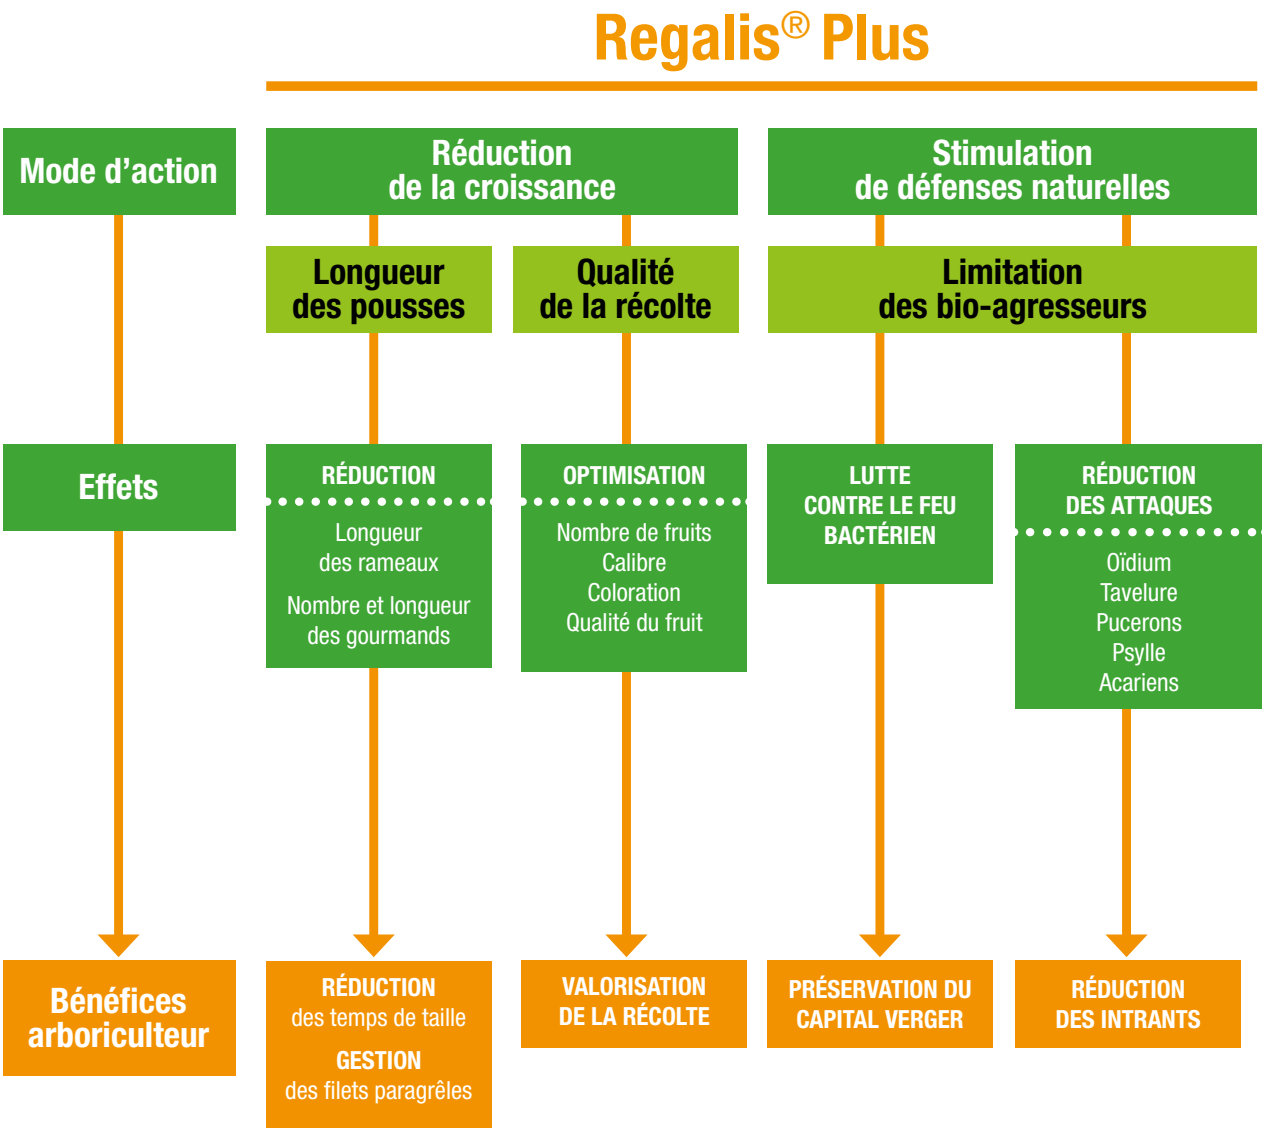 Regalis® Plus
Mode d’action
Réduction
de la croissance
Stimulation
de défenses naturelles
Longueur
des pousses
Qualité
de la récolte
Limitation
des bio-agresseurs
Effets
RÉDUCTION
Longueur
des rameaux
Nombre et longueur
des gourmands
OPTIMISATION
Nombre de fruits
Calibre
Coloration
Qualité du fruit
LUTTE
CONTRE LE FEU
BACTÉRIEN
RÉDUCTION
DES ATTAQUES
Oïdium
Tavelure
Pucerons
Psylle
Acariens
Bénéfices
arboriculteur
RÉDUCTION
des temps de taille
GESTION
des filets paragrêles
VALORISATION
DE LA RÉCOLTE
PRÉSERVATION DU
CAPITAL VERGER
RÉDUCTION
DES INTRANTS